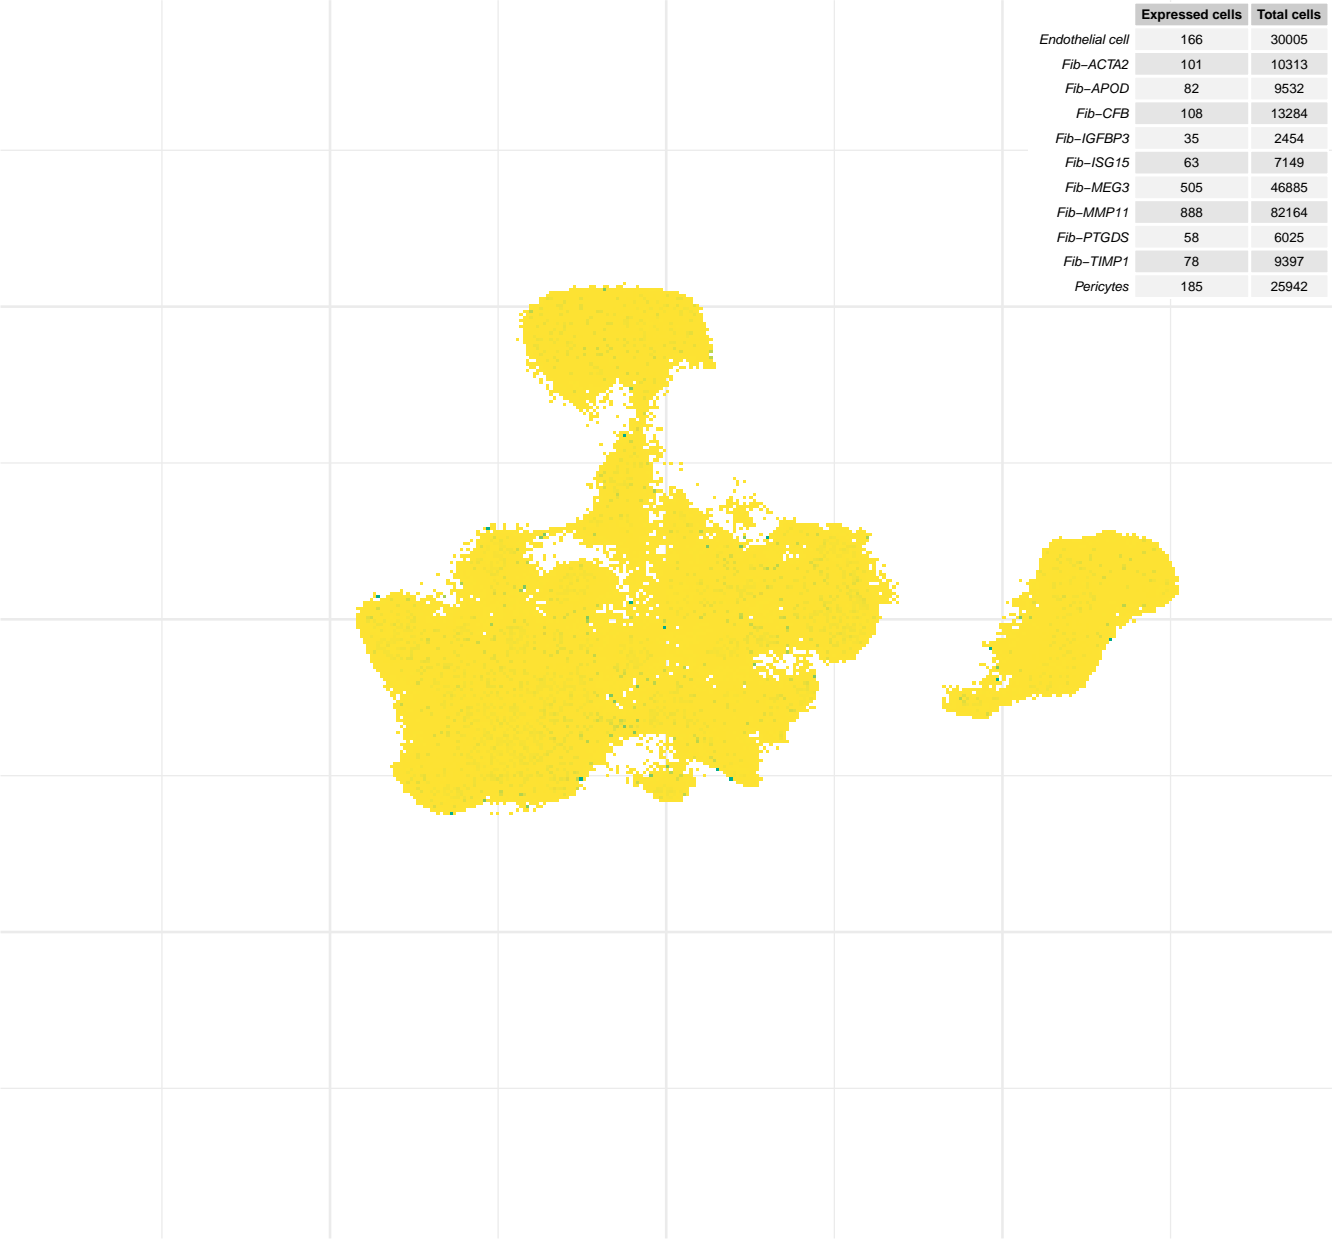 Expressed cells Total cells
Endothelial cell 166 30005
Fib−ACTA2 101 10313
Fib−APOD 82 9532
Fib−CFB 108 13284
Fib−IGFBP3 35 2454
Fib−ISG15 63 7149
Fib−MEG3 505 46885
Fib−MMP11 888 82164
Fib−PTGDS 58 6025
Fib−TIMP1 78 9397
Pericytes 185 25942